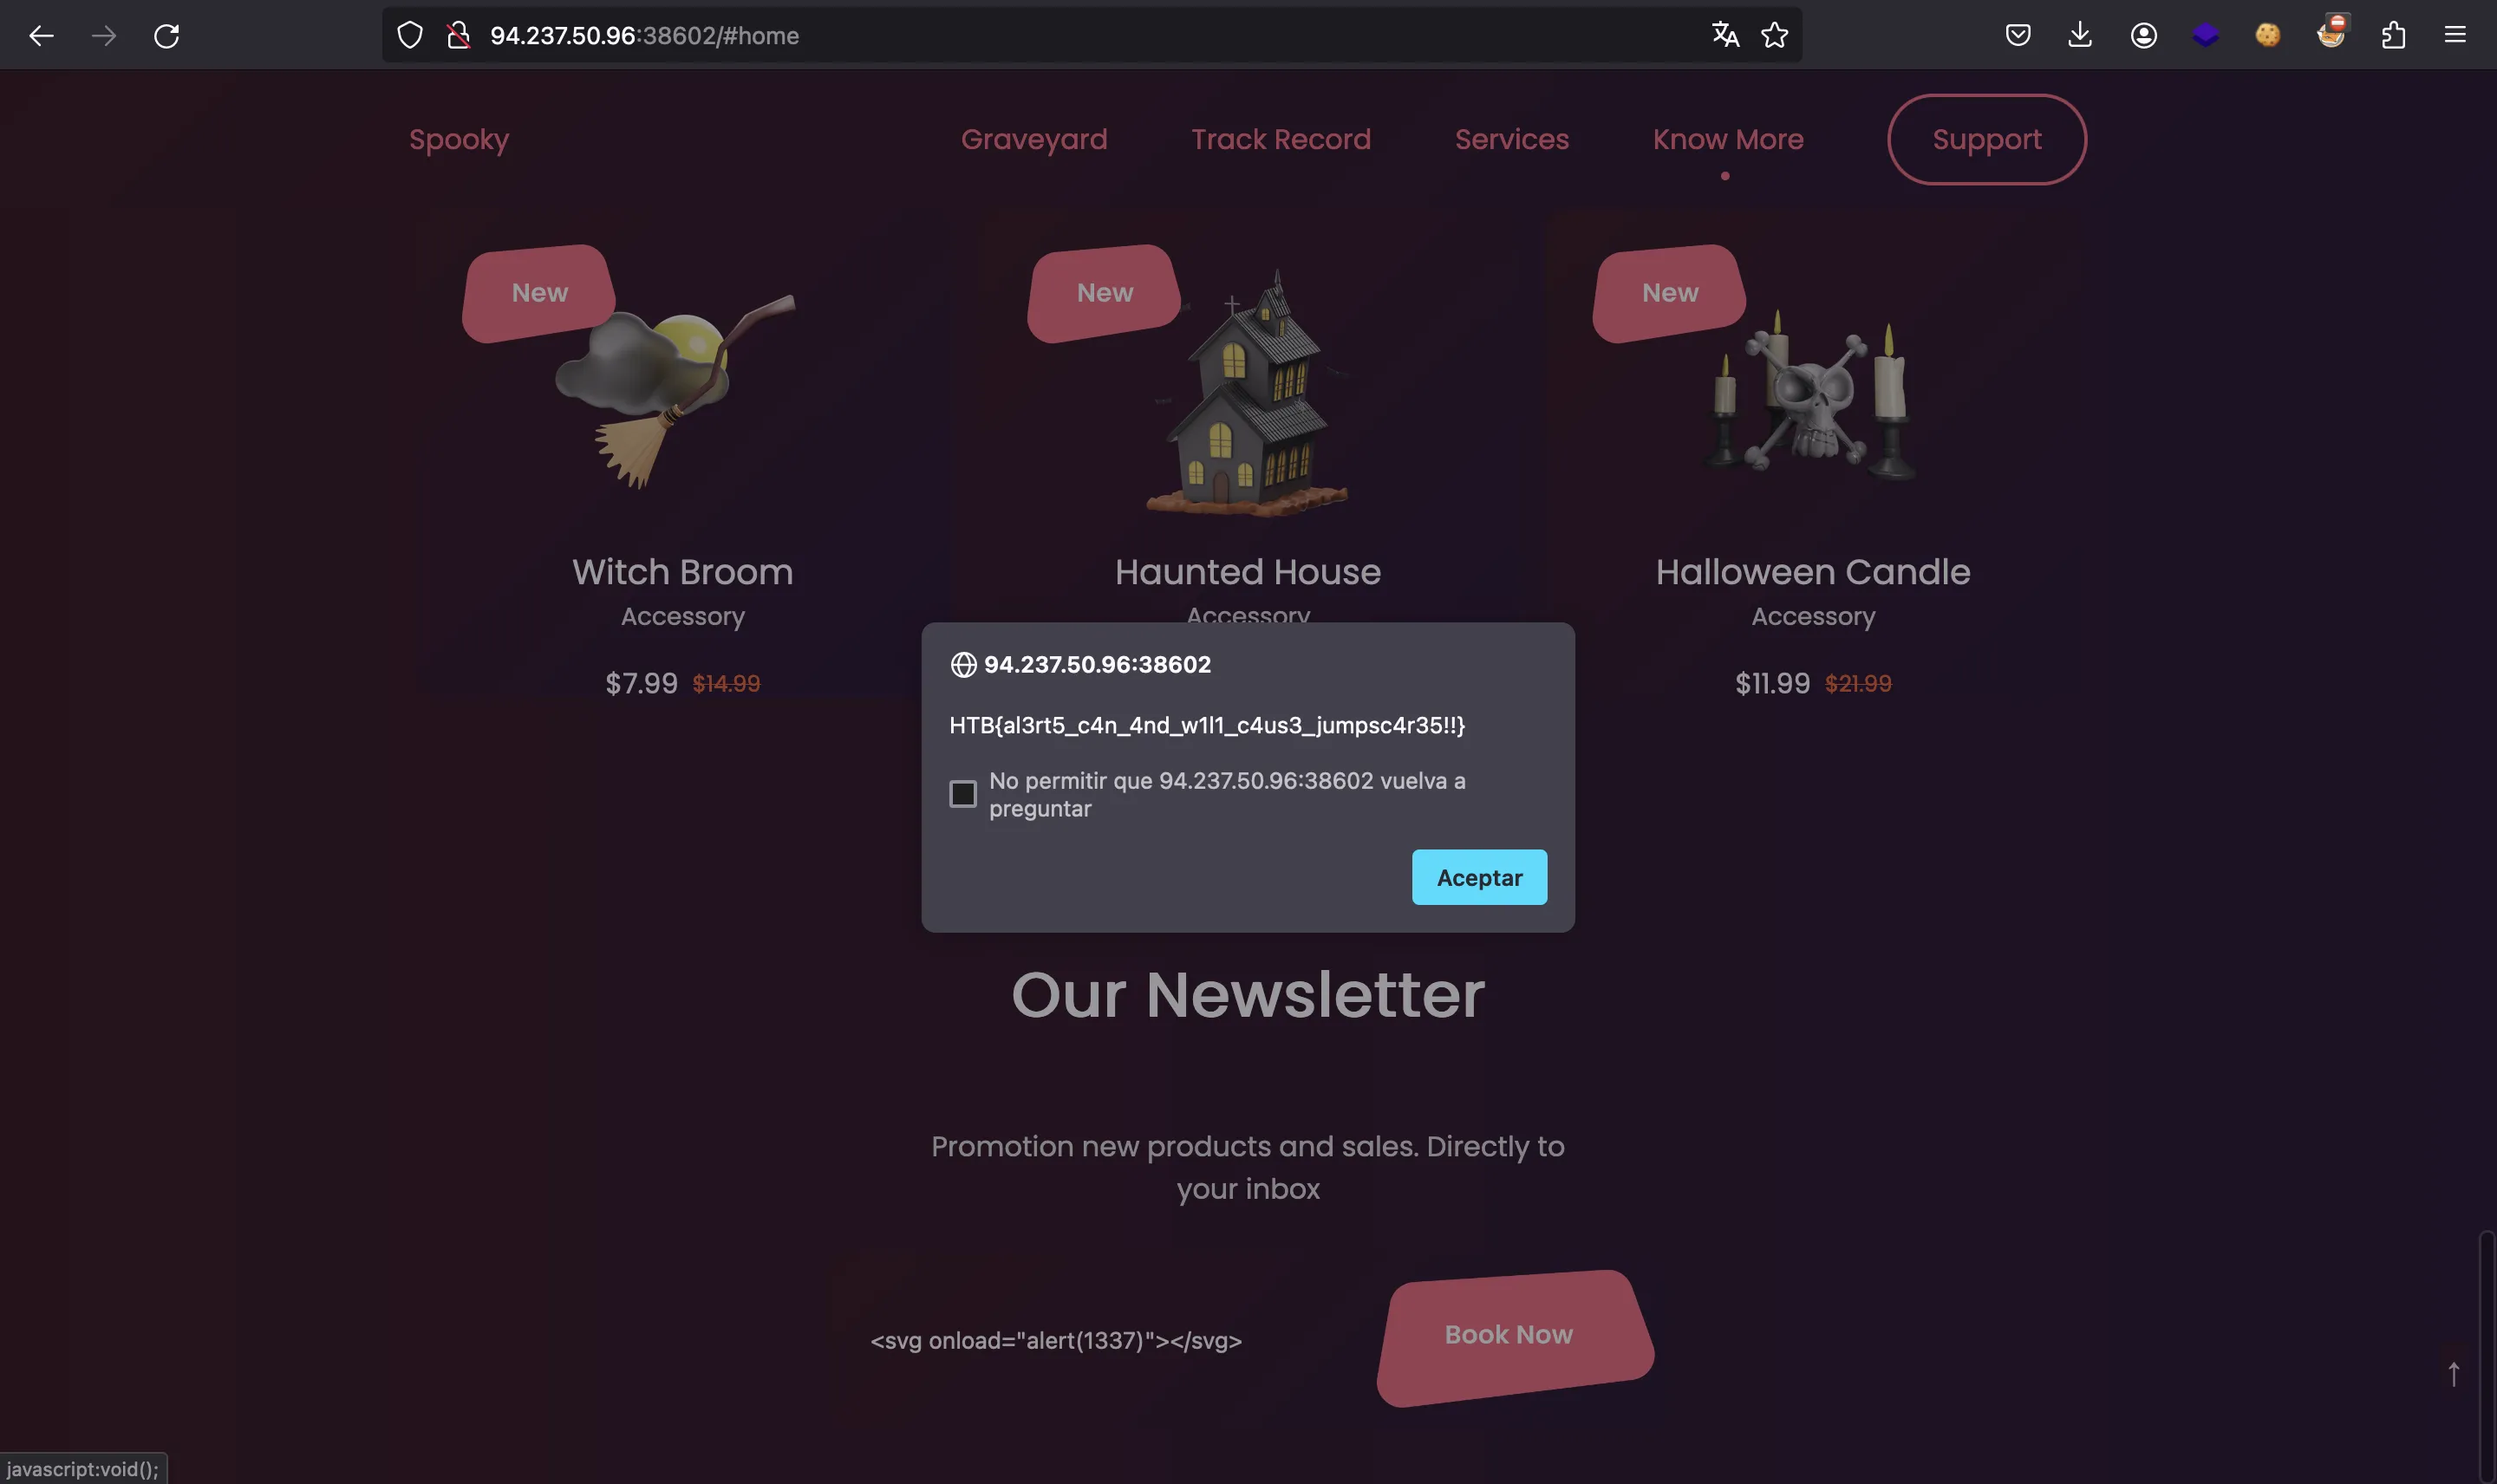 94.237.50.96:38602/#home
Spooky Graveyard Track Record Services Know More Support
New New New
Witch Broom Haunted House Halloween Candle
Accessory Accessory Accessory
$7.99 $14.99 $11.99 $21.99
94.237.50.96:38602
HTB{al3rt5_c4n_4nd_w1l1_c4us3_jumpsc4r35!!}
No permitir que 94.237.50.96:38602 vuelva a
preguntar
Aceptar
Our Newsletter
Promotion new products and sales. Directly to
your inbox
<svg onload="alert(1337)"></svg> Book Now
javascript:void();